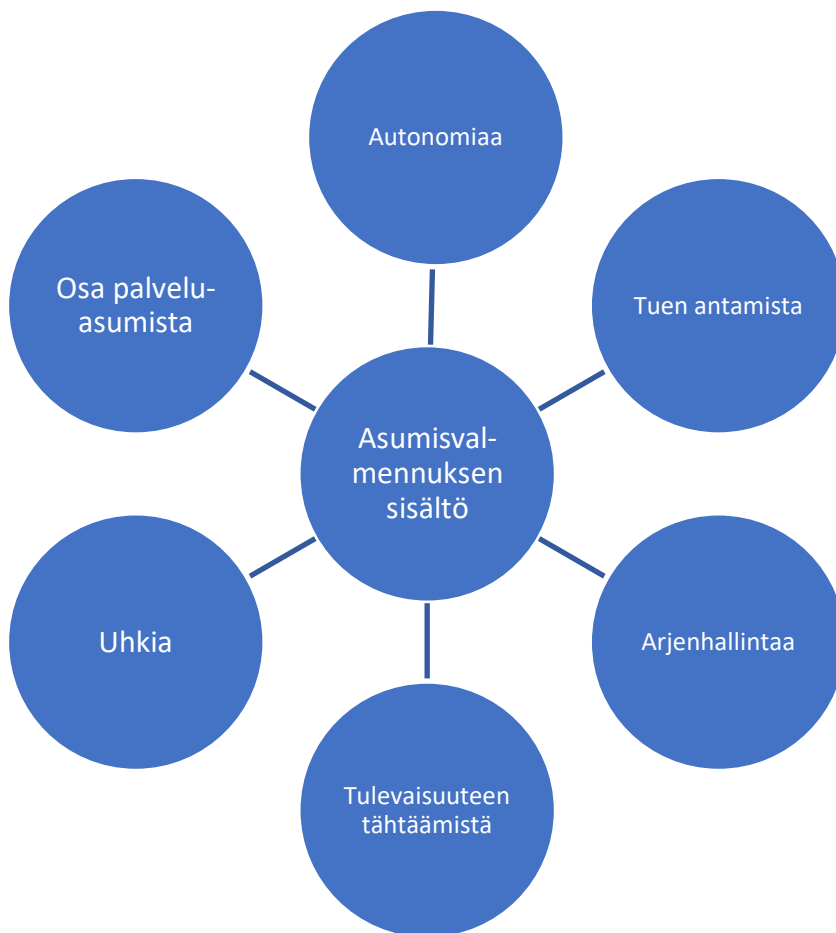 Autonomiaa
Osa palvelu-
asumista
Tuen antamista
Asumisval-
mennuksen
sisältö
Uhkia
Arjenhallintaa
Tulevaisuuteen
tähtäämistä